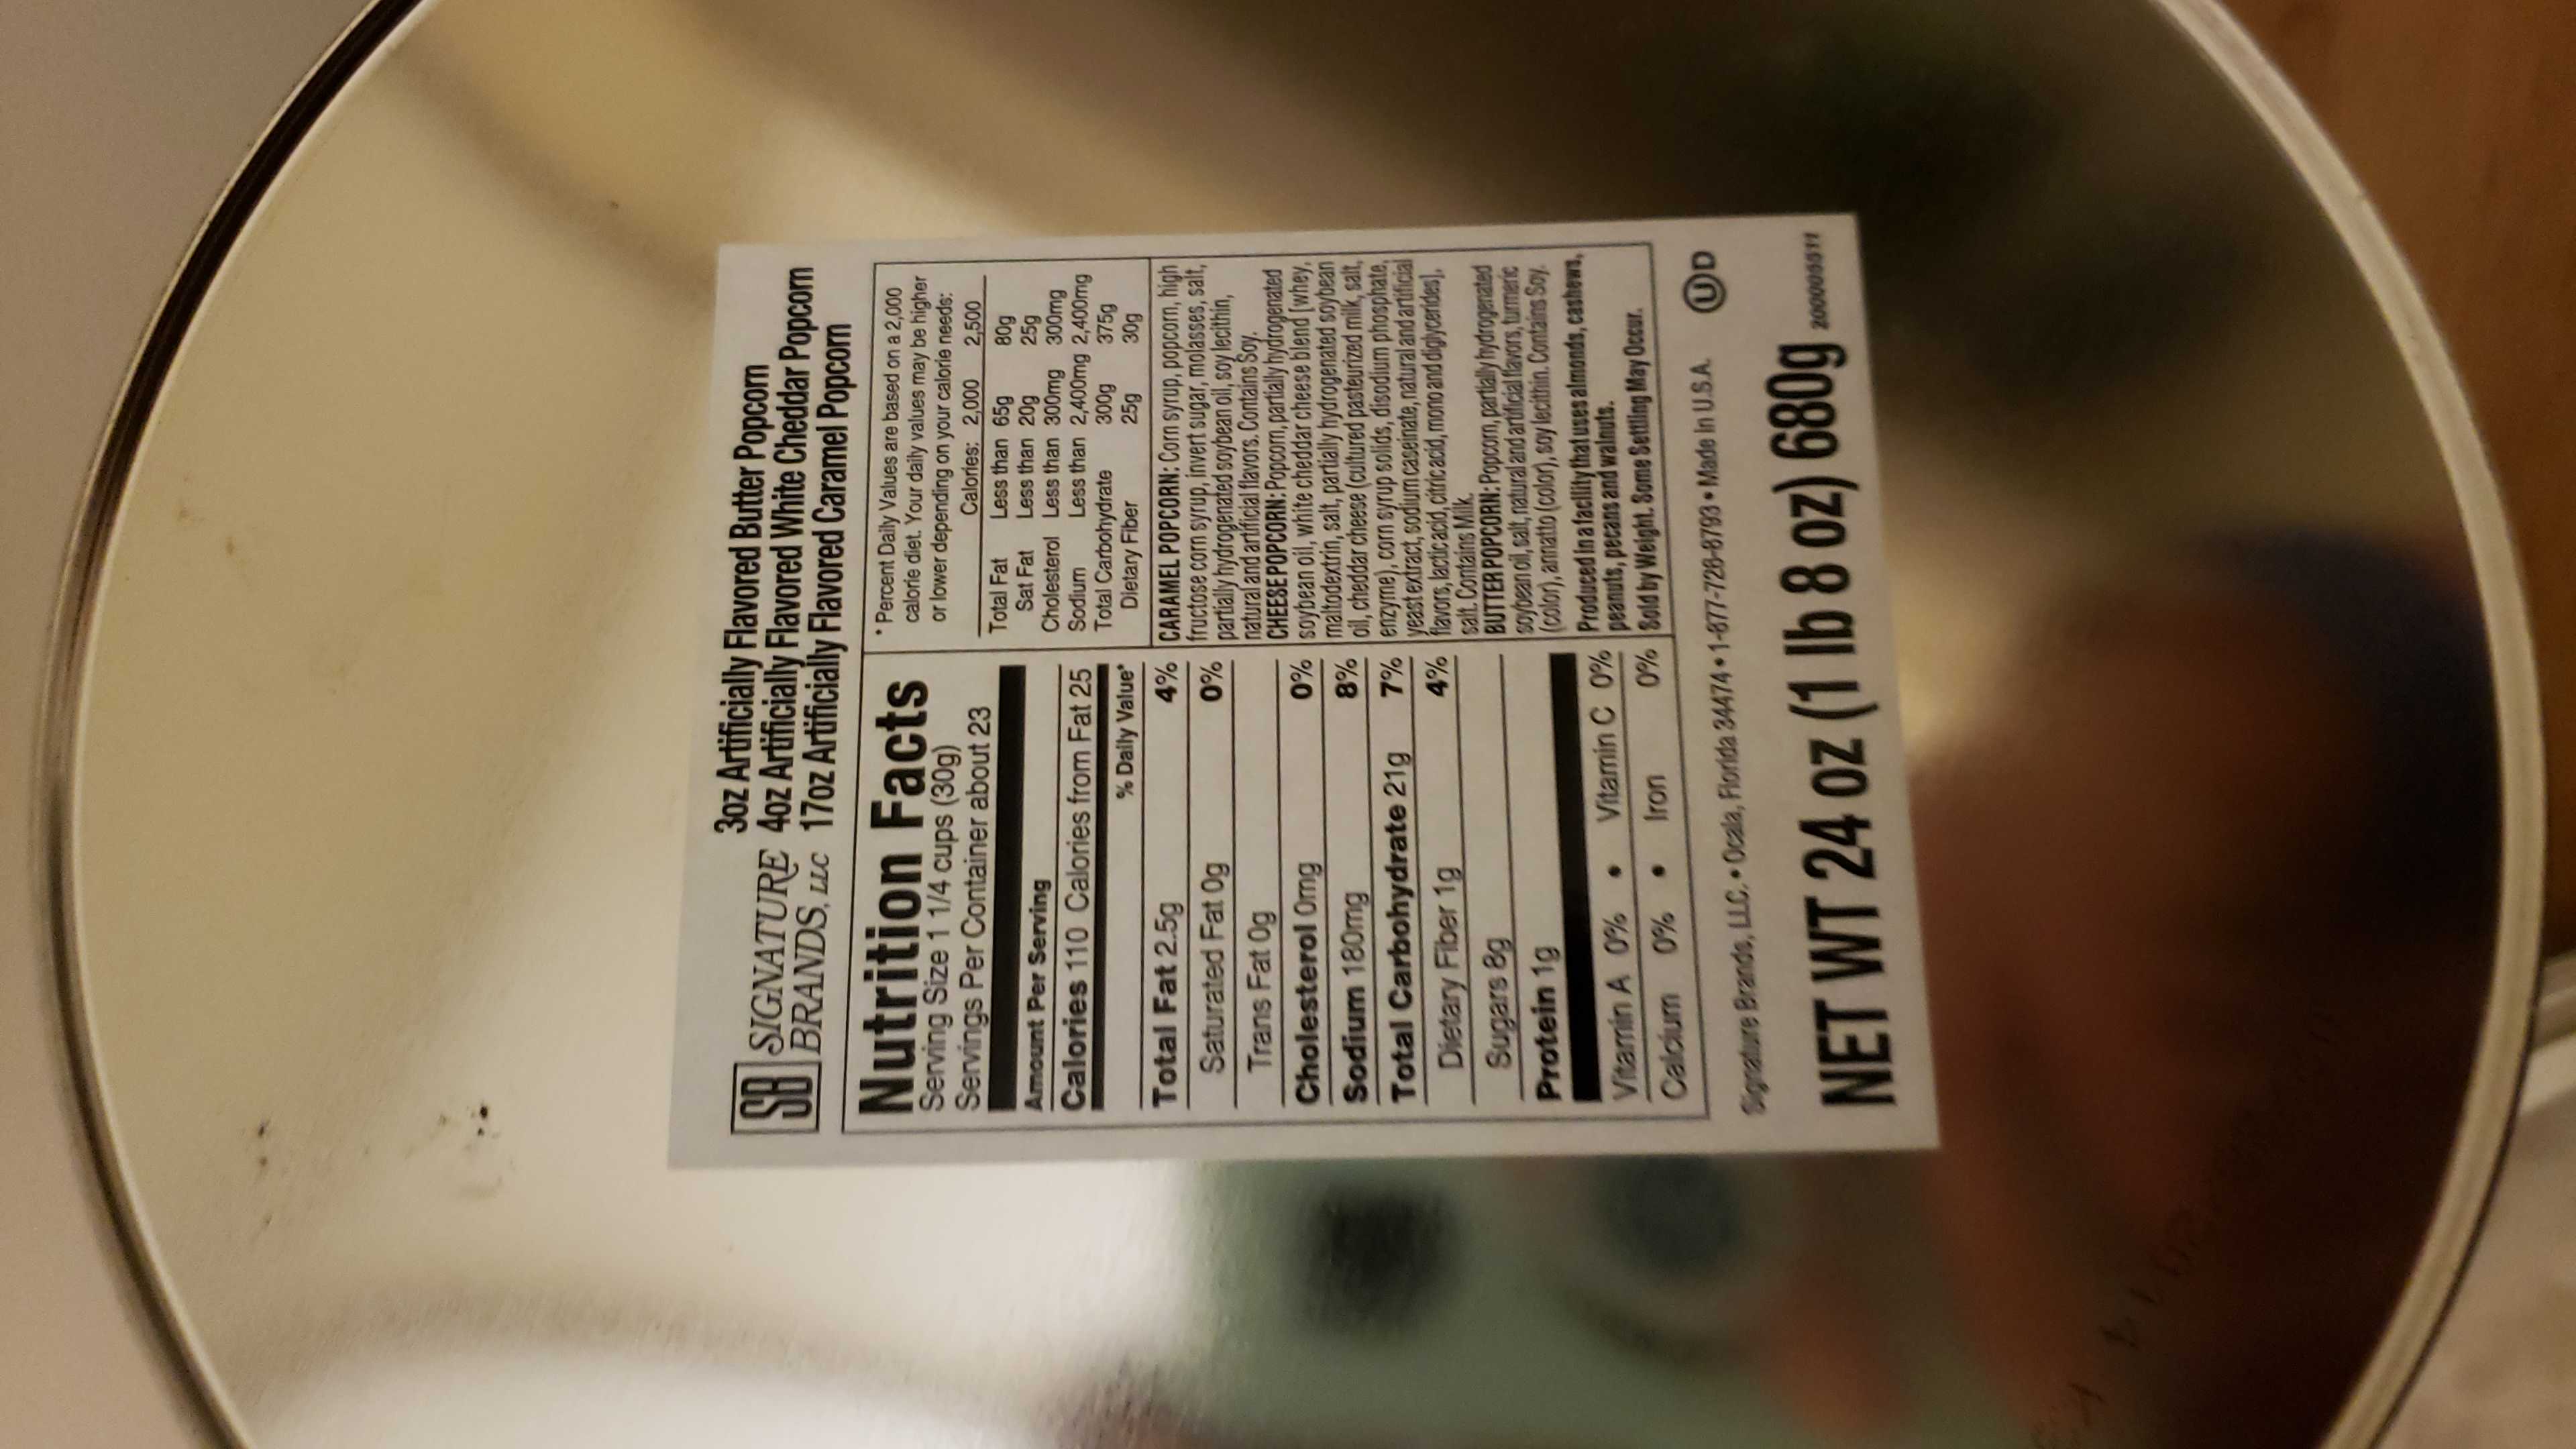 SB SIGNATURE BRANDS, LLC
3oz Artificially Flavored Butter Popcorn
4oz Artificially Flavored White Cheddar Popcorn
17oz Artificially Flavored Caramel Popcorn
Nutrition Facts
Serving Size 1 1/4 cups (30g)
Servings Per Container about 23
Amount Per Serving
Calories 110 Calories from Fat 25
% Daily Value*
Total Fat 2.5g 4%
Saturated Fat 0g 0%
Trans Fat 0g
Cholesterol 0mg 0%
Sodium 180mg 8%
Total Carbohydrate 21g 7%
Dietary Fiber 1g 4%
Sugars 8g
Protein 1g
Vitamin A 0% • Vitamin C 0%
Calcium 0% • Iron 0%
* Percent Daily Values are based on a 2,000
calorie diet. Your daily values may be higher
or lower depending on your calorie needs:
Calories: 2,000 2,500
Total Fat Less than 65g 80g
Sat Fat Less than 20g 25g
Cholesterol Less than 300mg 300mg
Sodium Less than 2,400mg 2,400mg
Total Carbohydrate 300g 375g
Dietary Fiber 25g 30g
CARAMEL POPCORN: Corn syrup, popcorn, high
fructose corn syrup, invert sugar, molasses, salt,
partially hydrogenated soybean oil, soy lecithin,
natural and artificial flavors. Contains Soy.
CHEESE POPCORN: Popcorn, partially hydrogenated
soybean oil, white cheddar cheese blend [whey,
maltodextrin, salt, partially hydrogenated soybean
oil, cheddar cheese (cultured pasteurized milk, salt,
enzyme), corn syrup solids, disodium phosphate,
yeast extract, sodium caseinate, natural and artificial
flavors, lactic acid, citric acid, mono and diglycerides],
salt. Contains Milk.
BUTTER POPCORN: Popcorn, partially hydrogenated
soybean oil, salt, natural and artificial flavors, turmeric
(color), annatto (color), soy lecithin. Contains Soy.
Produced in a facility that uses almonds, cashews,
peanuts, pecans and walnuts.
Sold by Weight. Some Settling May Occur.
Signature Brands, LLC. • Ocala, Florida 34474 • 1-877-728-8793 • Made In U.S.A. U D
NET WT 24 oz (1 lb 8 oz) 680g